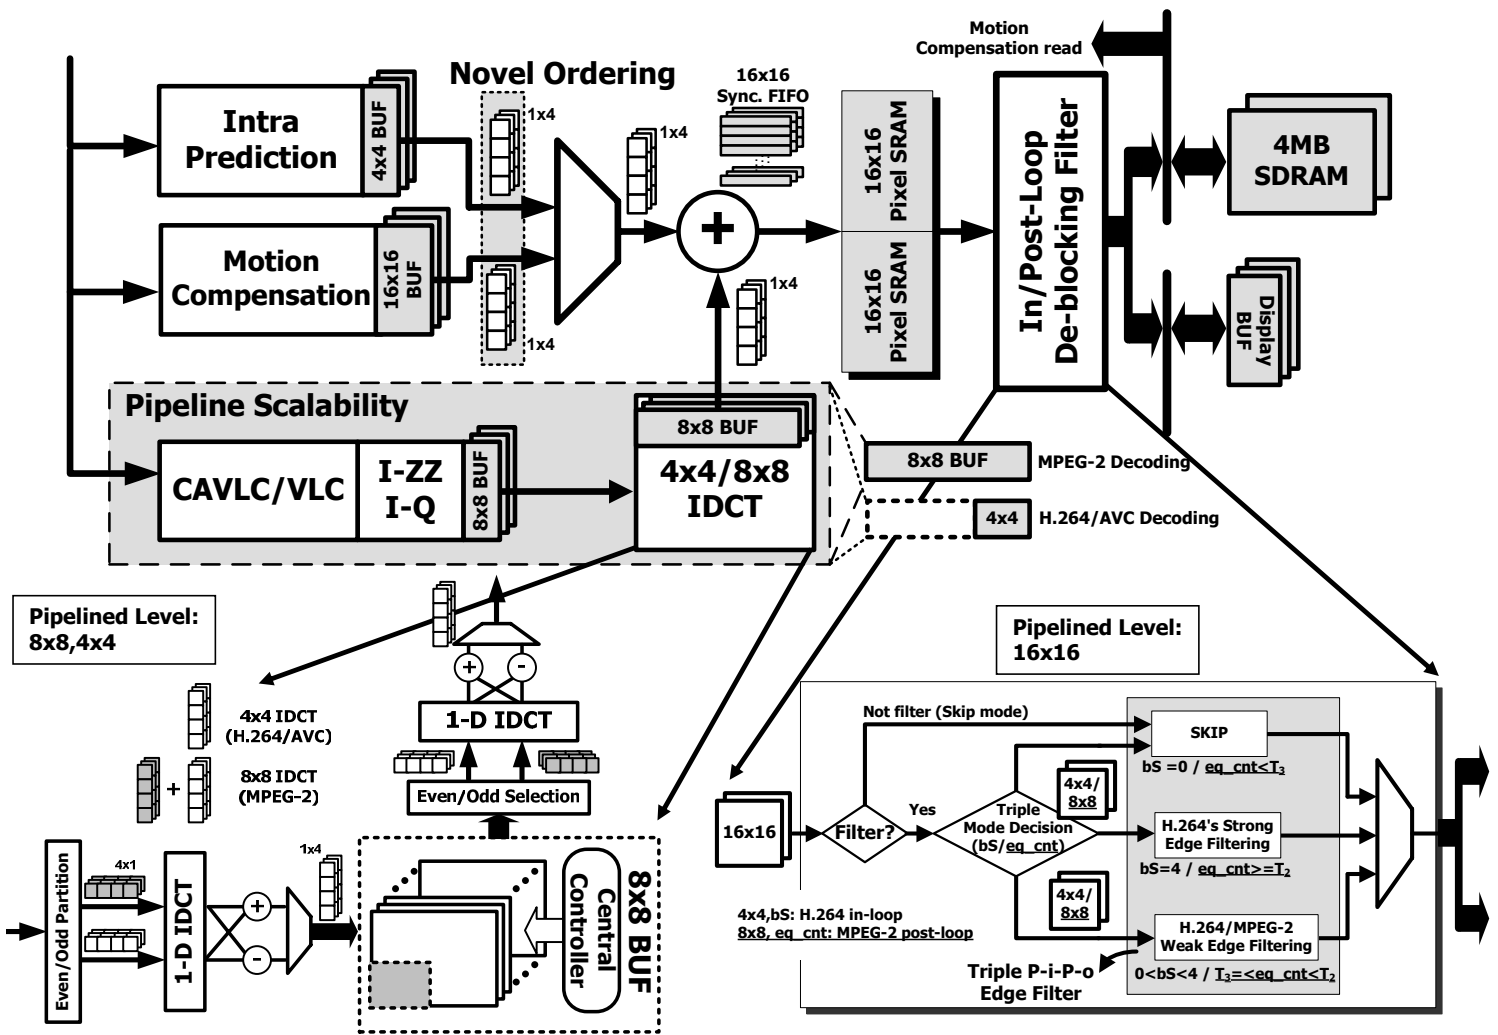 Motion
Compensation read
Novel Ordering
16x16
Sync. FIFO
1x4
1x4
1x4
Intra
Prediction
4x4 BUF
16x16
Pixel SRAM
In/Post-Loop
De-blocking Filter
4MB
SDRAM
+
Motion
Compensation
16x16
BUF
16x16
Pixel SRAM
1x4
1x4
Display
BUF
Pipeline Scalability
8x8 BUF
4x4/8x8
IDCT
CAVLC/VLC
I-ZZ
I-Q
8x8 BUF
8x8 BUF
MPEG-2 Decoding
4x4
H.264/AVC Decoding
Pipelined Level:
8x8,4x4
Pipelined Level:
16x16
+
-
1-D IDCT
4x4 IDCT
(H.264/AVC)
+
8x8 IDCT
(MPEG-2)
Even/Odd Selection
Not filter (Skip mode)
SKIP
bS =0 / eq_cnt<T3
4x4/
8x8
16x16
Filter?
Yes
Triple
Mode Decision
(bS/eq_cnt)
H.264's Strong
Edge Filtering
bS=4 / eq_cnt>=T2
4x4/
8x8
4x4,bS: H.264 in-loop
8x8, eq_cnt: MPEG-2 post-loop
H.264/MPEG-2
Weak Edge Filtering
0<bS<4 / T3=<eq_cnt<T2
Triple P-i-P-o
Edge Filter
Even/Odd Partition
4x1
1-D IDCT
+
-
1x4
Central
Controller
8x8 BUF